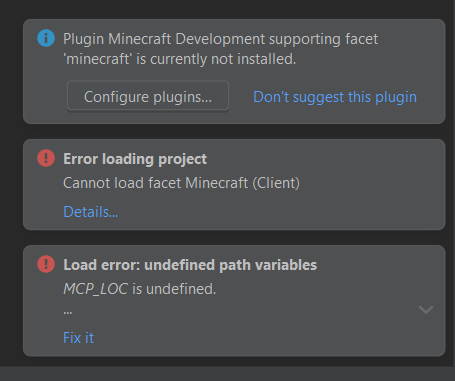 Plugin Minecraft Development supporting facet
'minecraft' is currently not installed.
Configure plugins...
Don't suggest this plugin
Error loading project
Cannot load facet Minecraft (Client)
Details...
Load error: undefined path variables
MCP_LOC is undefined.
...
Fix it